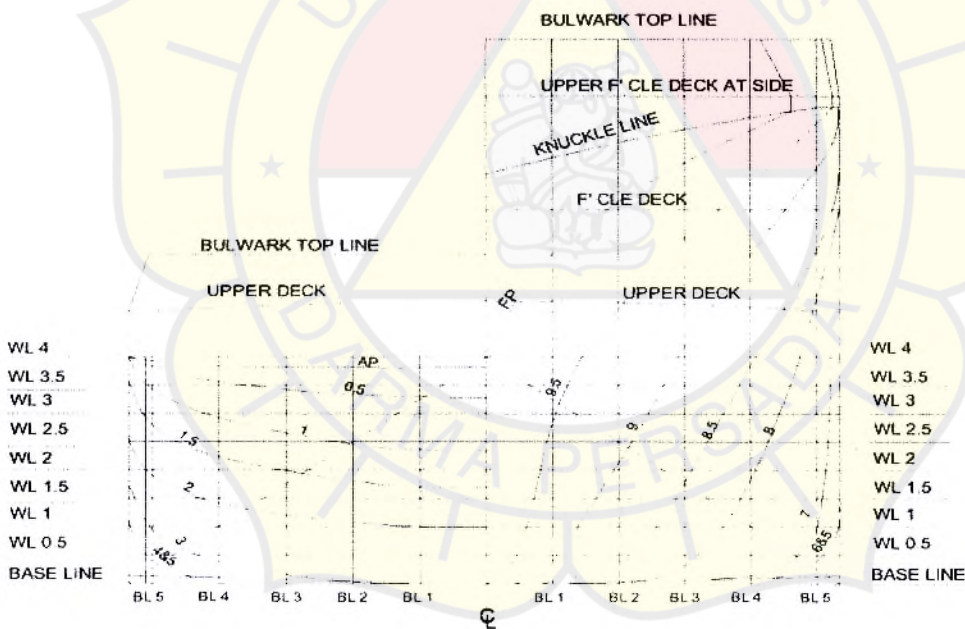 BULWARK TOP LINE
UPPER F' CLE DECK AT SIDE
KNUCKLE LINE
F' CLE DECK
BULWARK TOP LINE
UPPER DECK
FP
UPPER DECK
WL 4
AP
WL 4
WL 3.5
0.5
9.5
WL 3.5
WL 3
WL 3
WL 2.5
1.5
1
9
8.5
8
WL 2.5
WL 2
WL 2
WL 1.5
2
WL 1.5
WL 1
7
WL 1
WL 0.5
3
4&5
6&5
WL 0.5
BASE LINE
BASE LINE
BL 5
BL 4
BL 3
BL 2
BL 1
BL 1
BL 2
BL 3
BL 4
BL 5
℄
DARMA PERSADA